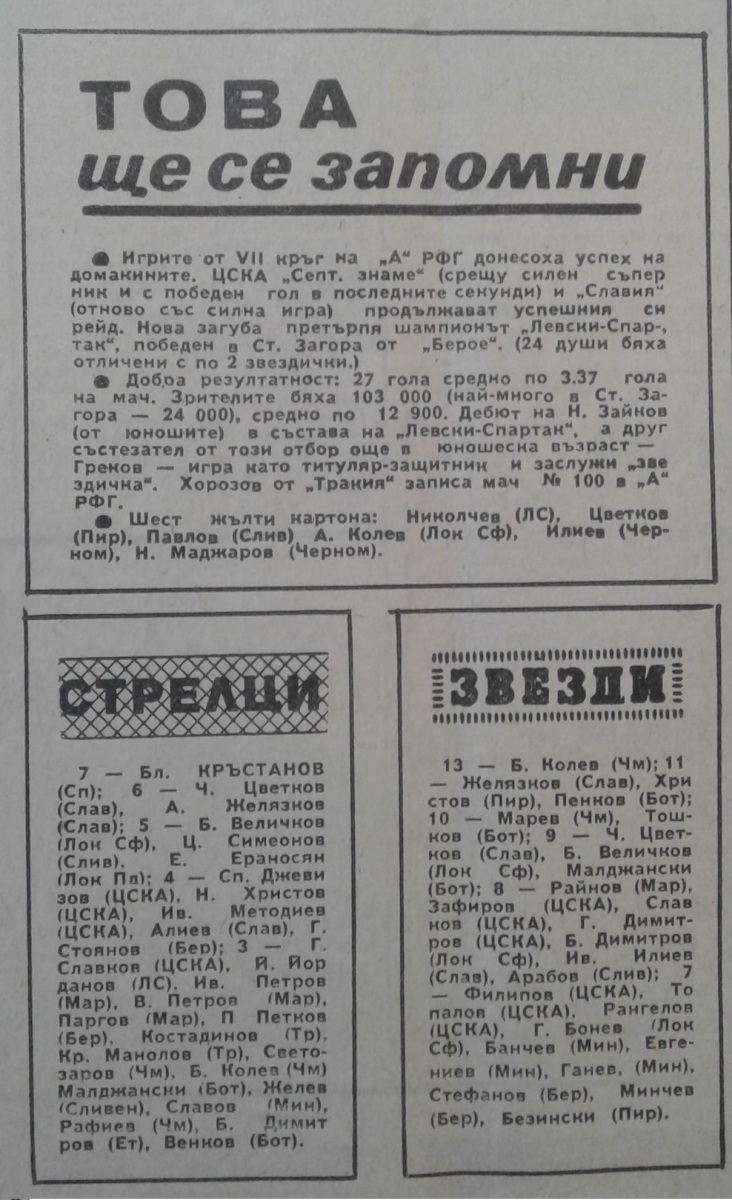 ТОВА
ще се запомни
● Игрите от VII кръг на „А“ РФГ донесоха успех на
домакините. ЦСКА „Септ. знаме“ (срещу силен съпер
ник и с победен гол в последните секунди) и „Славия“
(отново със силна игра) продължават успешния си
рейд. Нова загуба претърпя шампионът „Левски-Спар-,
так“, победен в Ст. Загора от „Берое“. (24 души бяха
отличени с по 2 звездички.)
● Добра резултатност: 27 гола средно по 3.37 гола
на мач. Зрителите бяха 103 000 (най-много в Ст. За-
гора — 24 000), средно по 12 900. Дебют на Н. Зайков
(от юношите) в състава на „Левски-Спартак“, а друг
състезател от този отбор още в юношеска възраст —
Греков — игра като титуляр-защитник и заслужи „зве
здичка“. Хорозов от „Тракия“ записа мач № 100 в „А“
РФГ.
● Шест жълти картона: Николчев (ЛС), Цветков
(Пир), Павлов (Слив) А. Колев (Лок Сф), Илиев (Чер-
ном), Н. Маджаров (Черном).
СТРЕЛЦИ
7 — Бл. КРЪСТАНОВ
(Сп); 6 — Ч. Цветков
(Слав), А. Желязков
(Слав); 5 — Б. Величков
(Лок Сф), Ц. Симеонов
(Слив). Е. Ераносян
(Лок Пл); 4 — Сп. Джеви
зов (ЦСКА), Н. Христов
(ЦСКА), Ив. Методиев
(ЦСКА), Алиев (Слав), Г.
Стоянов (Бер); 3 — Г.
Славков (ЦСКА), Й. Йор
данов (ЛС). Ив. Петров
(Мар), В. Петров (Мар),
Паргов (Мар), П Петков
(Бер). Костадинов (Тр),
Кр. Манолов (Тр), Свето-
заров (Чм), Б. Колев (Чм)
Малджански (Бот), Желев
(Сливен), Славов (Мин),
Рафиев (Чм), Б. Димит
ров (Ет), Венков (Бот).
ЗВЕЗДИ
13 — Б. Колев (Чм); 11
— Желязков (Слав), Хри
стов (Пир), Пенков (Бот);
10 — Марев (Чм), Тош-
ков (Бот); 9 — Ч. Цвет-
ков (Слав), Б. Величков
(Лок Сф), Малджански
(Бот); 8 — Райнов (Мар),
Зафиров (ЦСКА), Слав
ков (ЦСКА), Г. Димит-
ров (ЦСКА), Б. Димитров
(Лок Сф), Ив. Илиев
(Слав), Арабов (Слив); 7
— Филипов (ЦСКА), То
палов (ЦСКА). Рангелов
(ЦСКА), Г. Бонев (Лок
Сф), Банчев (Мин), Евге-
ниев (Мин), Ганев, (Мин),
Стефанов (Бер), Минчев
(Бер), Безински (Пир).